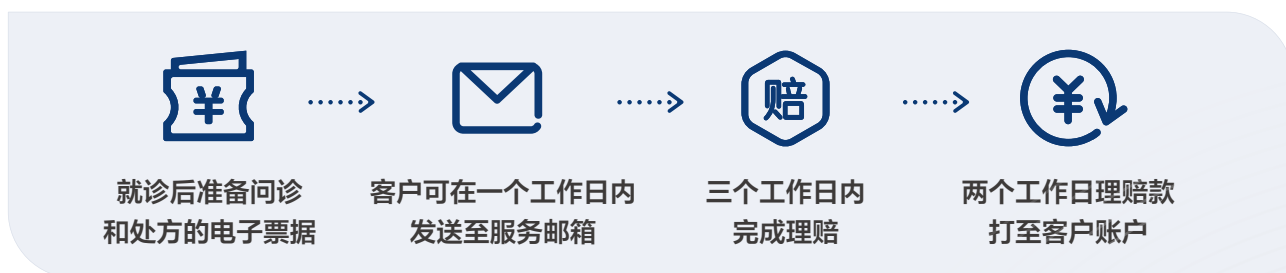 ¥
赔
¥
就诊后准备问诊
和处方的电子票据
客户可在一个工作日内
发送至服务邮箱
三个工作日内
完成理赔
两个工作日理赔款
打至客户账户